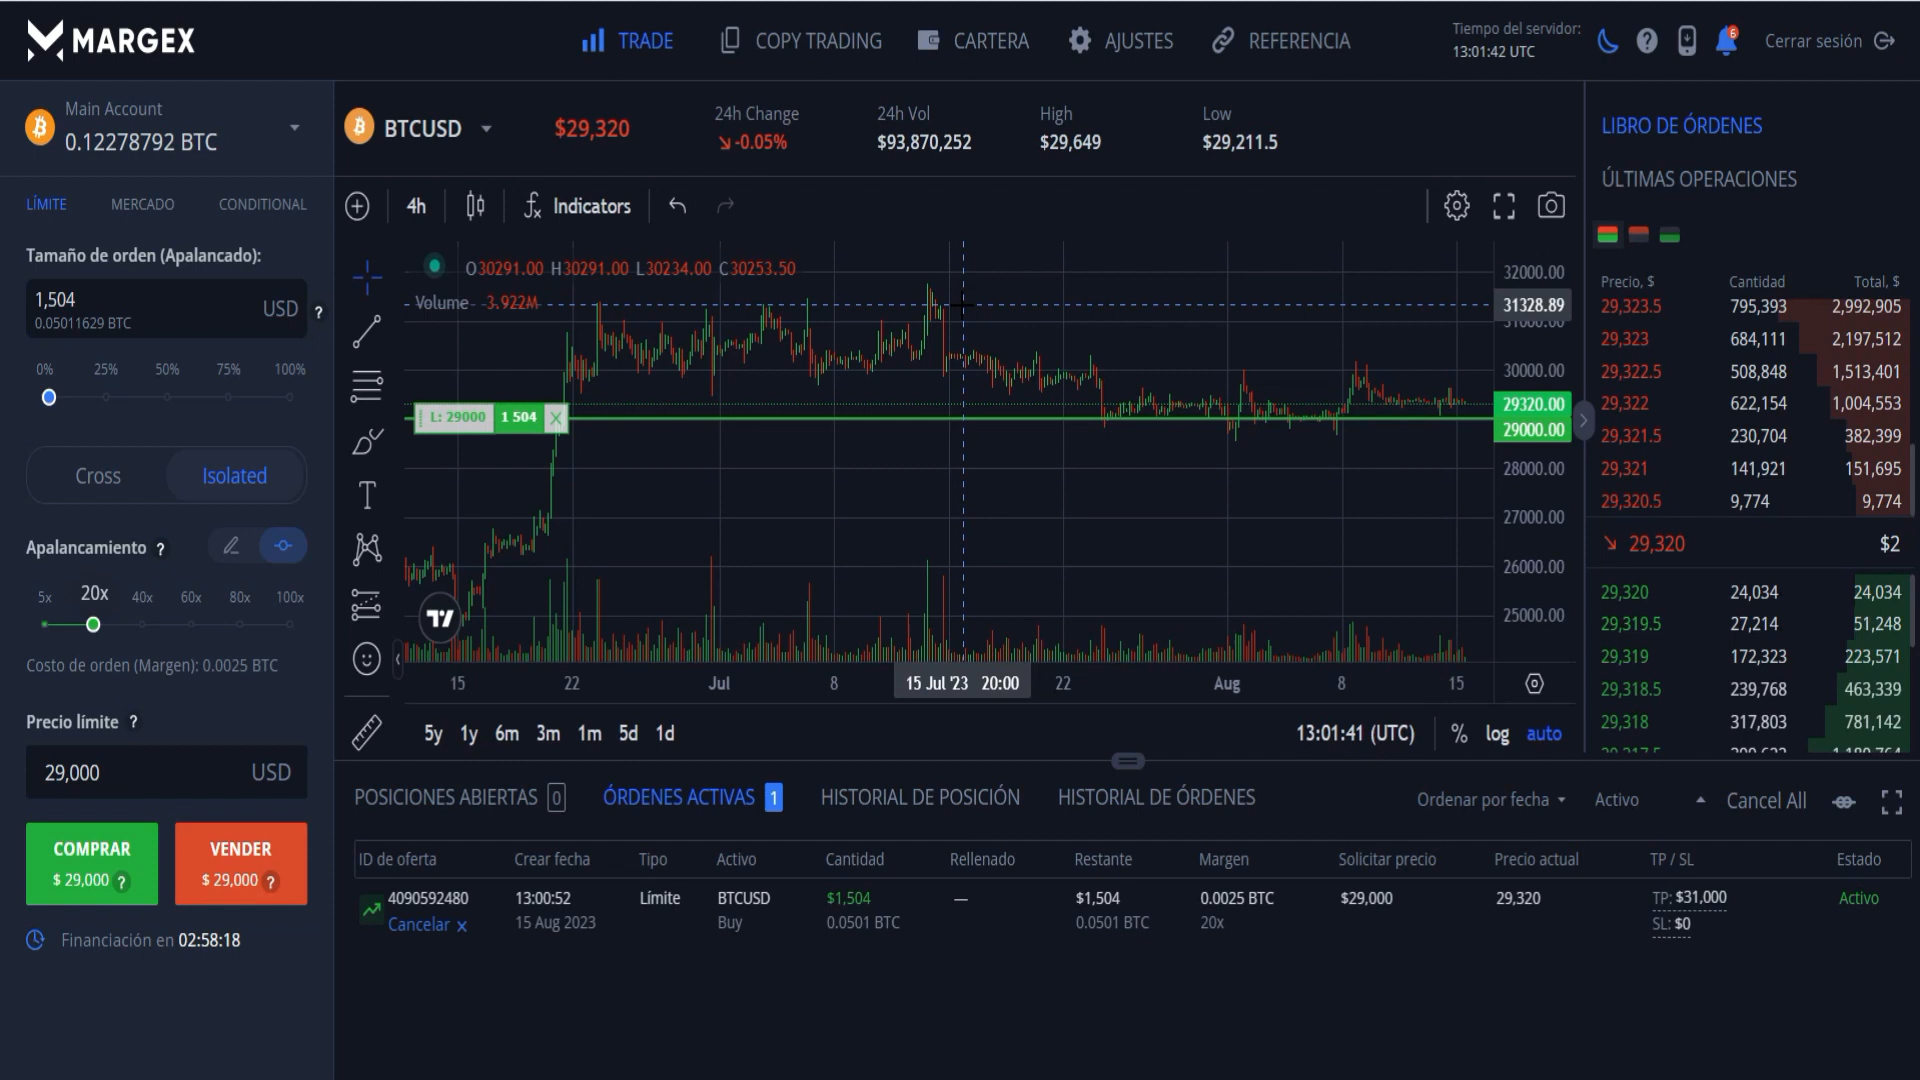 MARGEX
TRADE
COPY TRADING
CARTERA
AJUSTES
REFERENCIA
Tiempo del servidor:
13:01:42 UTC
6
Cerrar sesión
Main Account
0.12278792 BTC
BTCUSD
$29,320
24h Change
-0.05%
24h Vol
$93,870,252
High
$29,649
Low
$29,211.5
LÍMITE MERCADO CONDITIONAL
Tamaño de orden (Apalancado):
1,504
0.05011629 BTC
USD ?
0% 25% 50% 75% 100%
Cross Isolated
Apalancamiento ?
5x 20x 40x 60x 80x 100x
Costo de orden (Margen): 0.0025 BTC
Precio límite ?
29,000 USD
COMPRAR
$ 29,000 ?
VENDER
$ 29,000 ?
Financiación en 02:58:18
4h
Indicators
O30291.00 H30291.00 L30234.00 C30253.50
Volume 3.922M
L: 29000 1 504 X
32000.00
31328.89
31000.00
30000.00
29320.00
29000.00
28000.00
27000.00
26000.00
25000.00
15 22 Jul 8 15 Jul '23 20:00 22 Aug 8 15
5y 1y 6m 3m 1m 5d 1d
13:01:41 (UTC) % log auto
LIBRO DE ÓRDENES
ÚLTIMAS OPERACIONES
Precio, $ Cantidad Total, $
29,323.5 795,393 2,992,905
29,323 684,111 2,197,512
29,322.5 508,848 1,513,401
29,322 622,154 1,004,553
29,321.5 230,704 382,399
29,321 141,921 151,695
29,320.5 9,774 9,774
29,320 $2
29,320 24,034 24,034
29,319.5 27,214 51,248
29,319 172,323 223,571
29,318.5 239,768 463,339
29,318 317,803 781,142
POSICIONES ABIERTAS 0
ÓRDENES ACTIVAS 1
HISTORIAL DE POSICIÓN
HISTORIAL DE ÓRDENES
Ordenar por fecha
Activo
Cancel All
ID de oferta Crear fecha Tipo Activo Cantidad Rellenado Restante Margen Solicitar precio Precio actual TP / SL Estado
4090592480 13:00:52 Límite BTCUSD $1,504 — $1,504 0.0025 BTC $29,000 29,320 TP: $31,000 Activo
Cancelar x 15 Aug 2023 Buy 0.0501 BTC 0.0501 BTC 20x SL: $0